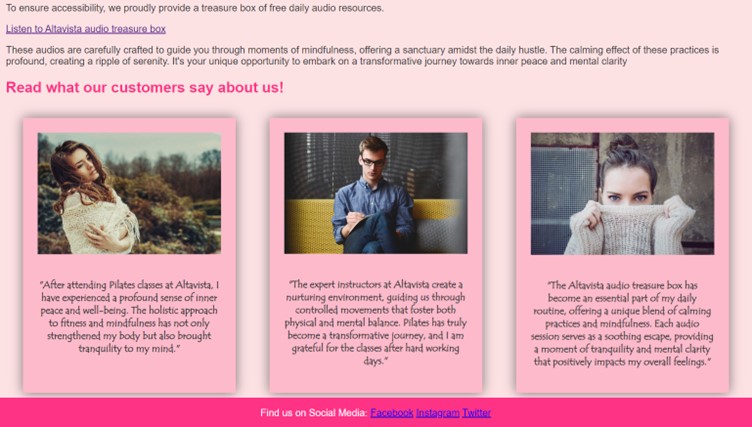 To ensure accessibility, we proudly provide a treasure box of free daily audio resources.
Listen to Altavista audio treasure box
These audios are carefully crafted to guide you through moments of mindfulness, offering a sanctuary amidst the daily hustle. The calming effect of these practices is
profound, creating a ripple of serenity. It's your unique opportunity to embark on a transformative journey towards inner peace and mental clarity
Read what our customers say about us!
"After attending Pilates classes at Altavista, I
have experienced a profound sense of inner
peace and well-being. The holistic approach
to fitness and mindfulness has not only
strengthened my body but also brought
tranquility to my mind."
"The expert instructors at Altavista create a
nurturing environment, guiding us through
controlled movements that foster both
physical and mental balance. Pilates has truly
become a transformative journey, and I am
grateful for the classes after hard working
days."
"The Altavista audio treasure box has
become an essential part of my daily
routine, offering a unique blend of calming
practices and mindfulness. Each audio
session serves as a soothing escape, providing
a moment of tranquility and mental clarity
that positively impacts my overall feelings."
Find us on Social Media: Facebook Instagram Twitter